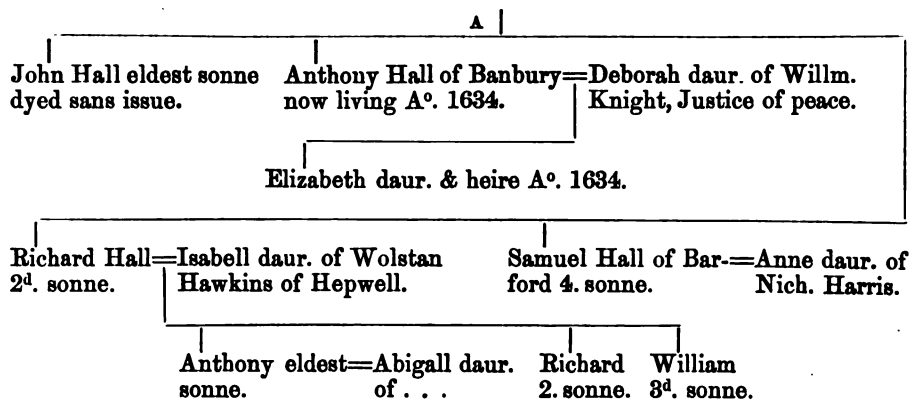 A
John Hall eldest sonne
dyed sans issue.
Anthony Hall of Banbury=Deborah daur. of Willm.
now living Aº. 1634.
Knight, Justice of peace.
Elizabeth daur. & heire Aº. 1634.
Richard Hall=Isabell daur. of Wolstan
2ᵈ. sonne.
Hawkins of Hepwell.
Samuel Hall of Bar-=Anne daur. of
ford 4. sonne.
Nich. Harris.
Anthony eldest=Abigall daur.
sonne.
of . . .
Richard
2. sonne.
William
3ᵈ. sonne.